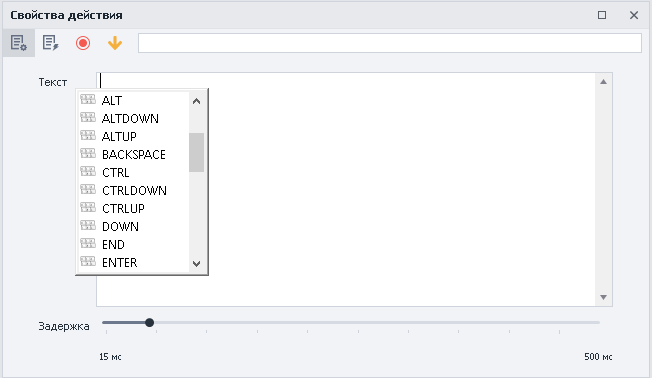 Свойства действия
Текст
ALT
ALTDOWN
ALTUP
BACKSPACE
CTRL
CTRLDOWN
CTRLUP
DOWN
END
ENTER
Задержка
15 мс
500 мс